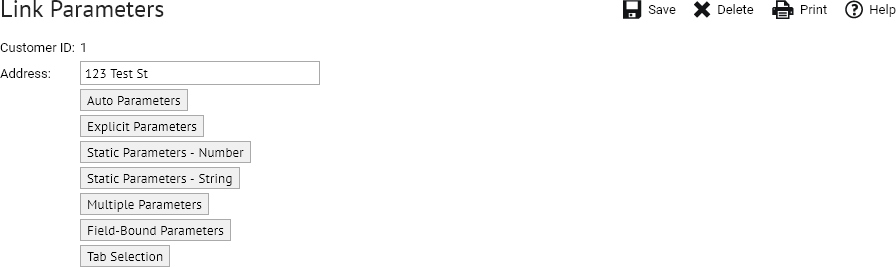 Link Parameters Save Delete Print Help
Customer ID: 1
Address: 123 Test St
Auto Parameters
Explicit Parameters
Static Parameters - Number
Static Parameters - String
Multiple Parameters
Field-Bound Parameters
Tab Selection